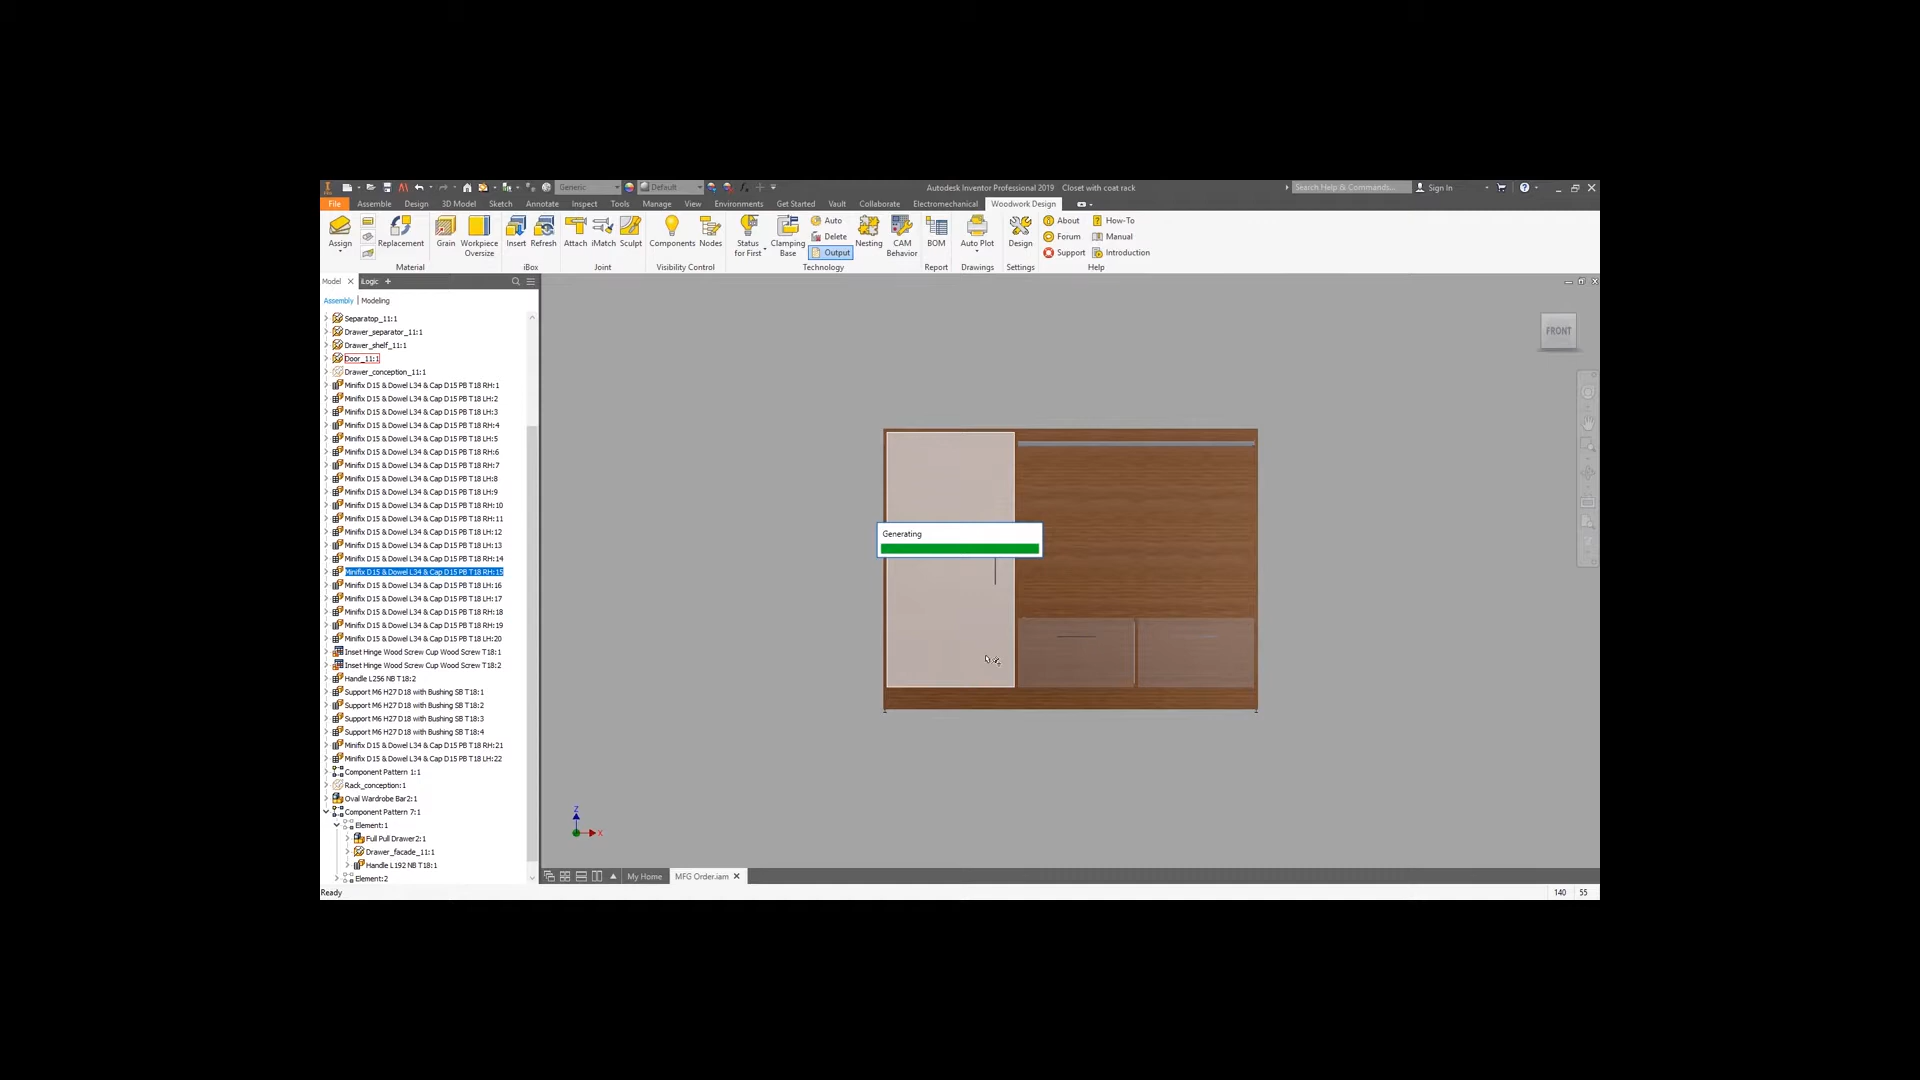 Generic
Default
Autodesk Inventor Professional 2019 Closet with coat rack
Search Help & Commands...
Sign In
File Assemble Design 3D Model Sketch Annotate Inspect Tools Manage View Environments Get Started Vault Collaborate Electromechanical Woodwork Design
Assign
Replacement
Grain
Workpiece
Oversize
Insert
Refresh
Attach
iMatch
Sculpt
Components
Nodes
Status
for First
Clamping
Base
Auto
Delete
Output
Nesting
CAM
Behavior
BOM
Auto Plot
Design
About
Forum
Support
How-To
Manual
Introduction
Material
iBox
Joint
Visibility Control
Technology
Report
Drawings
Settings
Help
Model
iLogic
Assembly | Modeling
Separatop_11:1
Drawer_separator_11:1
Drawer_shelf_11:1
Door_11:1
Drawer_conception_11:1
Minifix D15 & Dowel L34 & Cap D15 PB T18 RH:1
Minifix D15 & Dowel L34 & Cap D15 PB T18 LH:2
Minifix D15 & Dowel L34 & Cap D15 PB T18 LH:3
Minifix D15 & Dowel L34 & Cap D15 PB T18 RH:4
Minifix D15 & Dowel L34 & Cap D15 PB T18 LH:5
Minifix D15 & Dowel L34 & Cap D15 PB T18 RH:6
Minifix D15 & Dowel L34 & Cap D15 PB T18 RH:7
Minifix D15 & Dowel L34 & Cap D15 PB T18 LH:8
Minifix D15 & Dowel L34 & Cap D15 PB T18 LH:9
Minifix D15 & Dowel L34 & Cap D15 PB T18 RH:10
Minifix D15 & Dowel L34 & Cap D15 PB T18 RH:11
Minifix D15 & Dowel L34 & Cap D15 PB T18 LH:12
Minifix D15 & Dowel L34 & Cap D15 PB T18 LH:13
Minifix D15 & Dowel L34 & Cap D15 PB T18 RH:14
Minifix D15 & Dowel L34 & Cap D15 PB T18 RH:15
Minifix D15 & Dowel L34 & Cap D15 PB T18 LH:16
Minifix D15 & Dowel L34 & Cap D15 PB T18 LH:17
Minifix D15 & Dowel L34 & Cap D15 PB T18 RH:18
Minifix D15 & Dowel L34 & Cap D15 PB T18 RH:19
Minifix D15 & Dowel L34 & Cap D15 PB T18 LH:20
Inset Hinge Wood Screw Cup Wood Screw T18:1
Inset Hinge Wood Screw Cup Wood Screw T18:2
Handle L256 NB T18:2
Support M6 H27 D18 with Bushing SB T18:1
Support M6 H27 D18 with Bushing SB T18:2
Support M6 H27 D18 with Bushing SB T18:3
Support M6 H27 D18 with Bushing SB T18:4
Minifix D15 & Dowel L34 & Cap D15 PB T18 RH:21
Minifix D15 & Dowel L34 & Cap D15 PB T18 LH:22
Component Pattern 1:1
Rack_conception:1
Oval Wardrobe Bar2:1
Component Pattern 7:1
Element:1
Full Pull Drawer2:1
Drawer_facade_11:1
Handle L192 NB T18:1
Element:2
FRONT
Generating
Z
X
My Home
MFG Order.iam
Ready
140 55